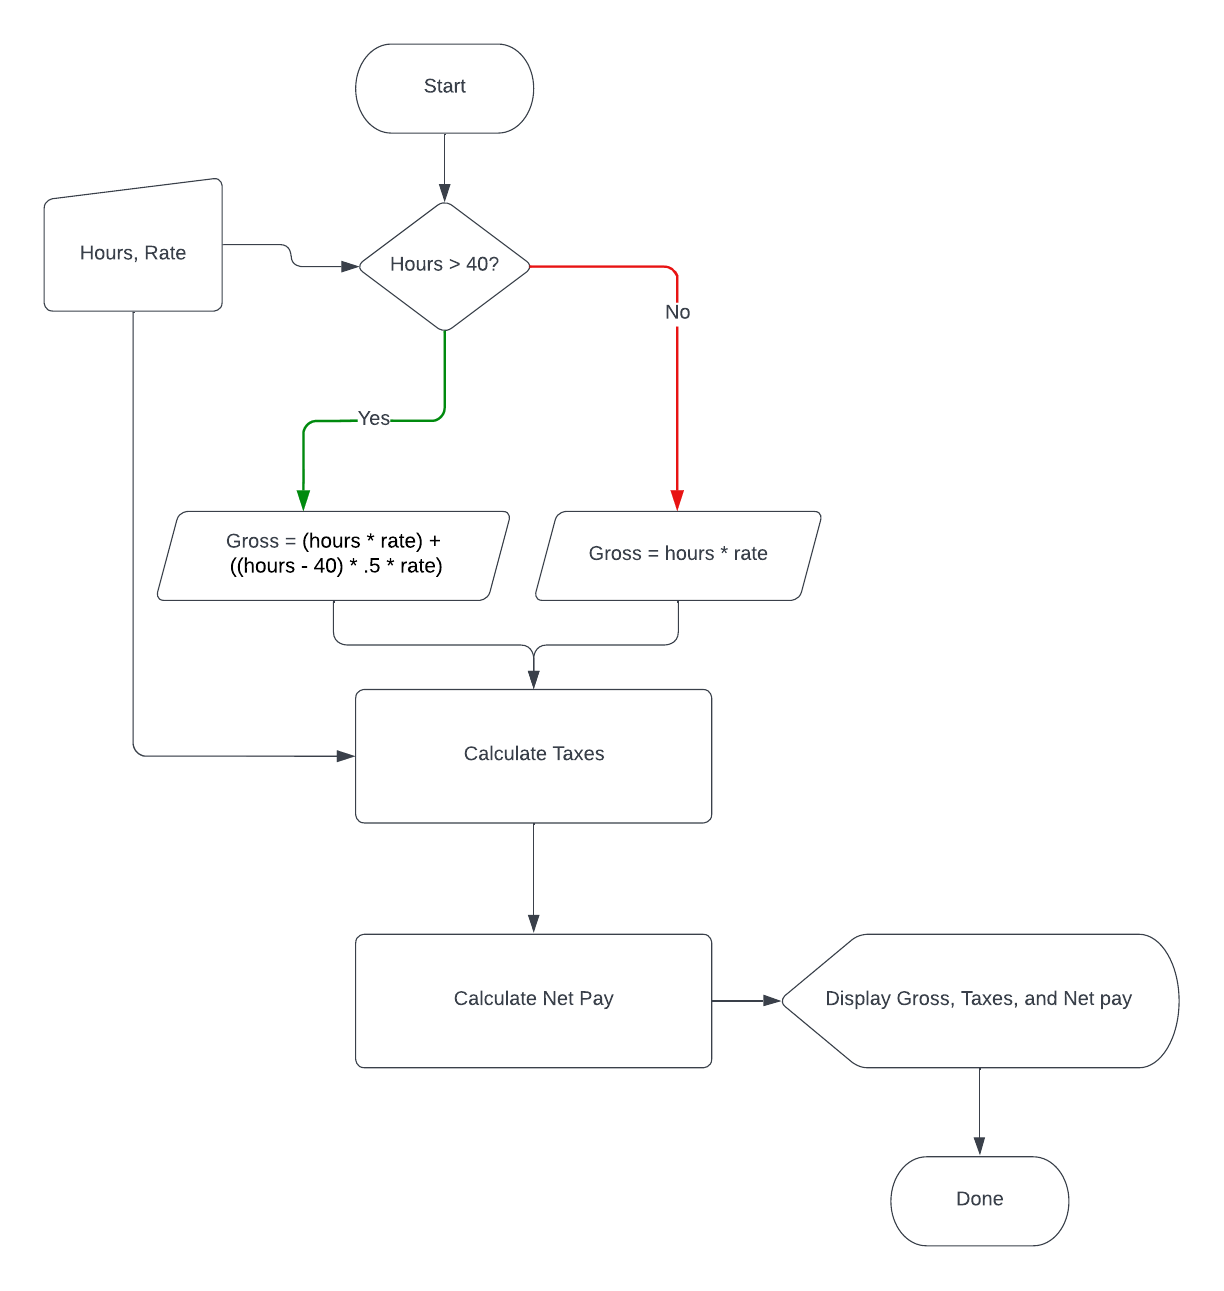 Start
Hours, Rate
Hours > 40?
No
Yes
Gross = (hours * rate) +
((hours - 40) * .5 * rate)
Gross = hours * rate
Calculate Taxes
Calculate Net Pay
Display Gross, Taxes, and Net pay
Done